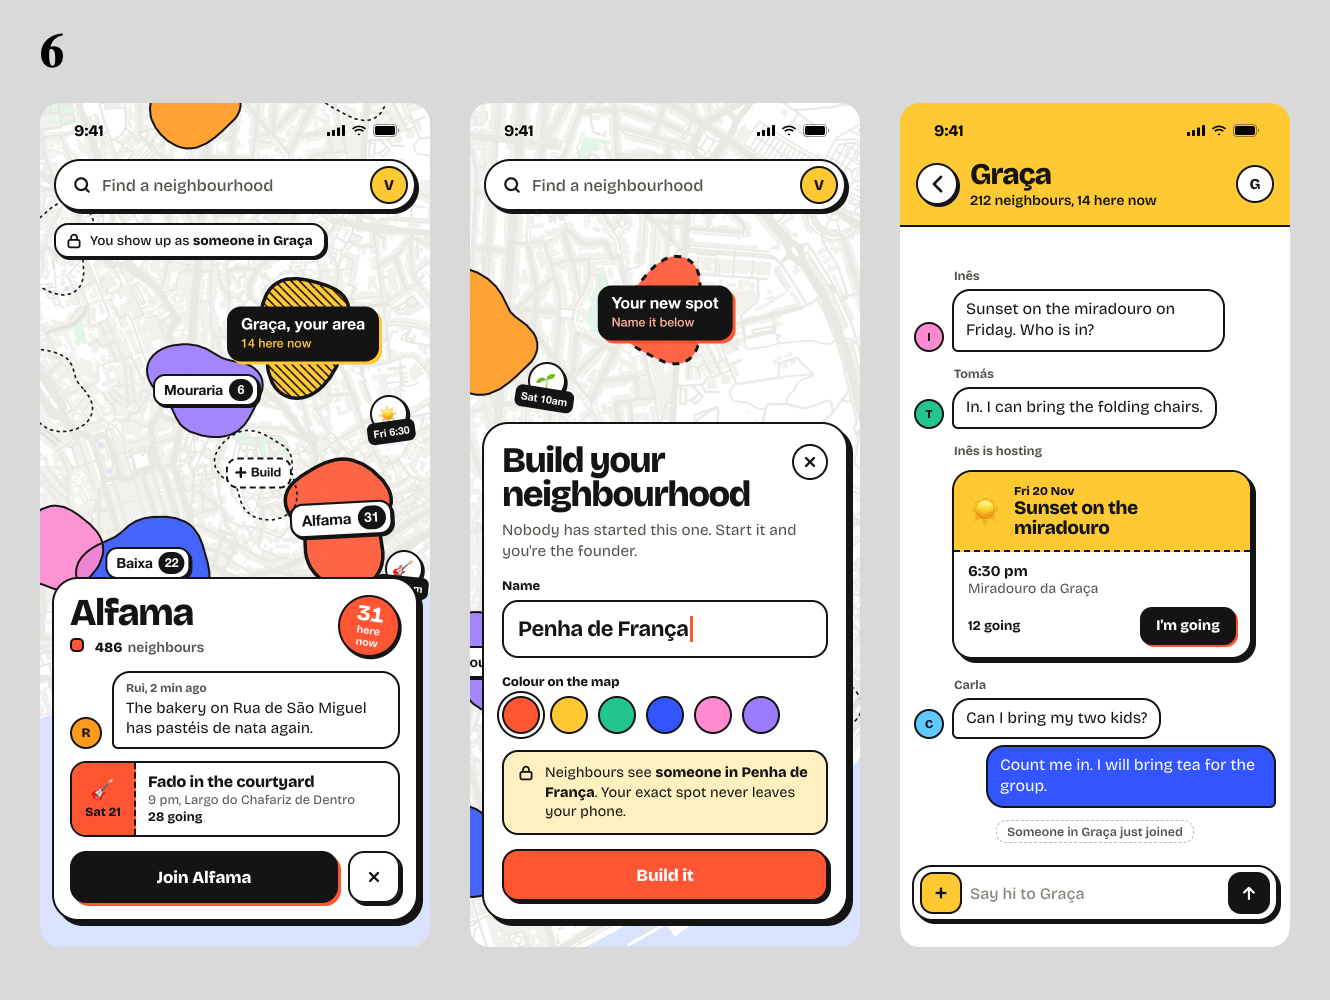 6
9:41
Find a neighbourhood
V
You show up as someone in Graça
Graça, your area
14 here now
Mouraria 6
Fri 6:30
+ Build
Alfama 31
Baixa 22
Alfama
31
here
now
486 neighbours
Rui, 2 min ago
The bakery on Rua de São Miguel
has pastéis de nata again.
R
Fado in the courtyard
9 pm, Largo do Chafariz de Dentro
28 going
Sat 21
Join Alfama
9:41
Find a neighbourhood
V
Your new spot
Name it below
Sat 10am
Build your
neighbourhood
Nobody has started this one. Start it and
you're the founder.
Name
Penha de França
Colour on the map
Neighbours see someone in Penha de
França. Your exact spot never leaves
your phone.
Build it
9:41
Graça
212 neighbours, 14 here now
G
Inês
Sunset on the miradouro on
Friday. Who is in?
I
Tomás
In. I can bring the folding chairs.
T
Inês is hosting
Fri 20 Nov
Sunset on the
miradouro
6:30 pm
Miradouro da Graça
12 going
I'm going
Carla
Can I bring my two kids?
C
Count me in. I will bring tea for the
group.
Someone in Graça just joined
+
Say hi to Graça